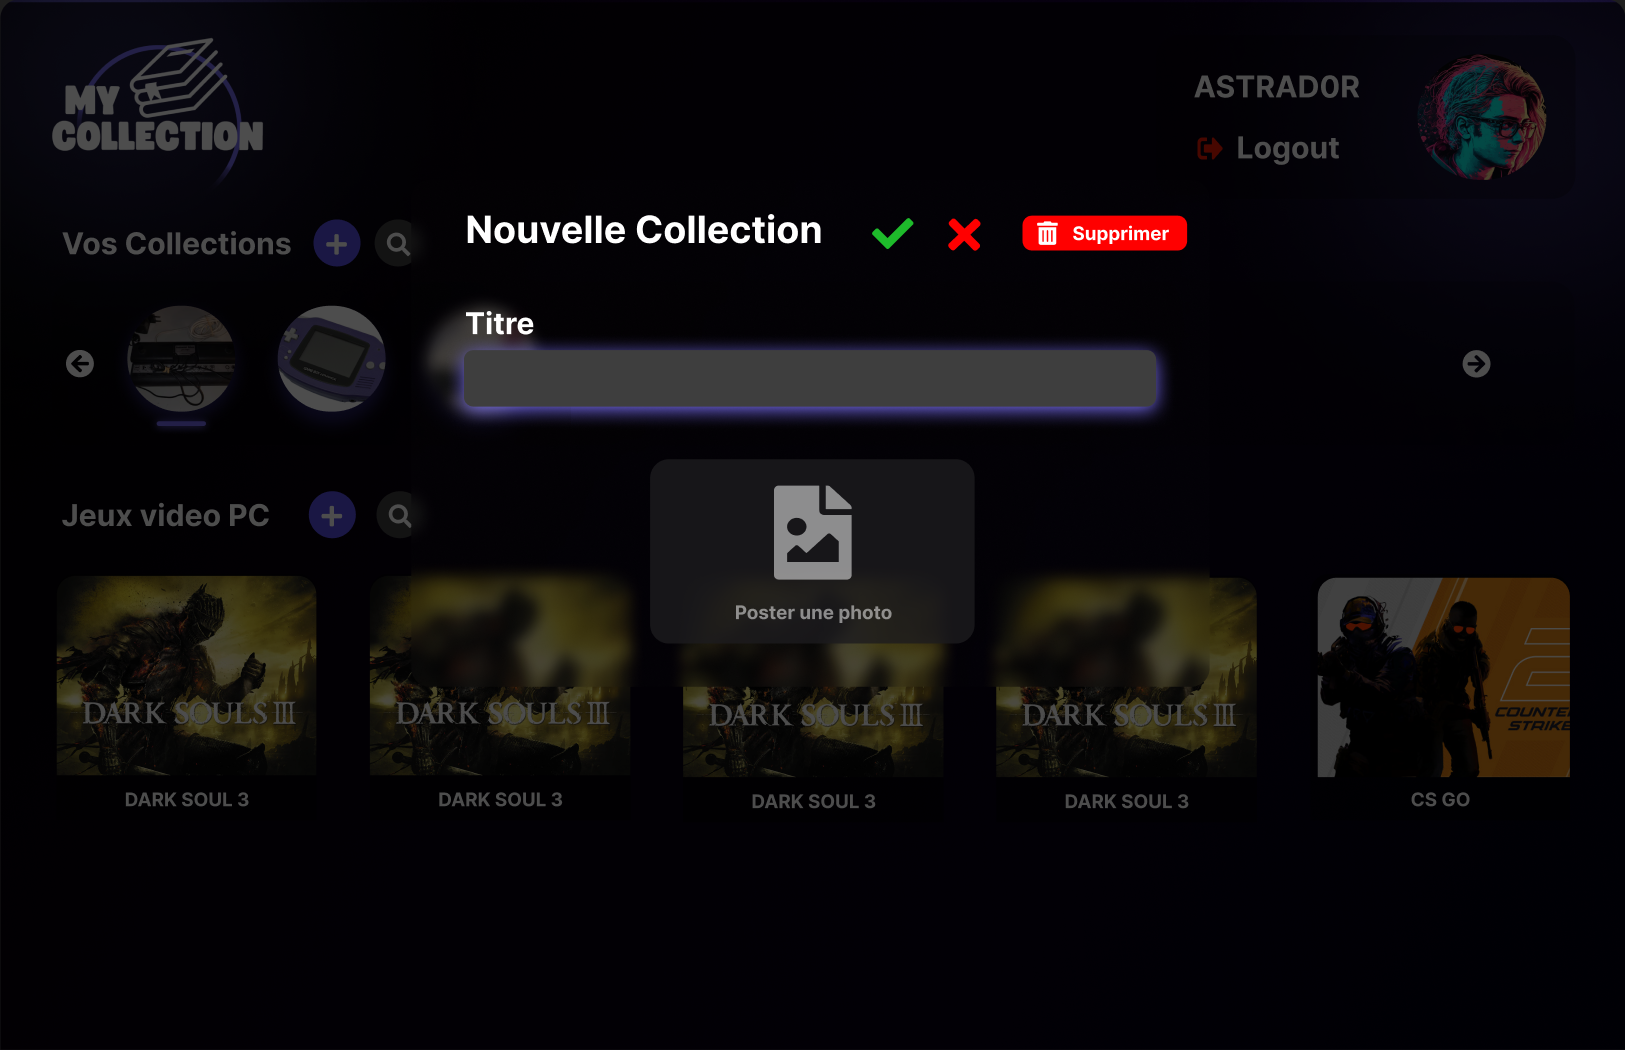 MY
COLLECTION
ASTRAD0R
Logout
Nouvelle Collection
Supprimer
Vos Collections
Titre
Jeux video PC
Poster une photo
DARK SOULS III
DARK SOULS III
DARK SOULS III
DARK SOULS III
2
COUNTE
STRIKE
DARK SOUL 3
DARK SOUL 3
DARK SOUL 3
DARK SOUL 3
CS GO